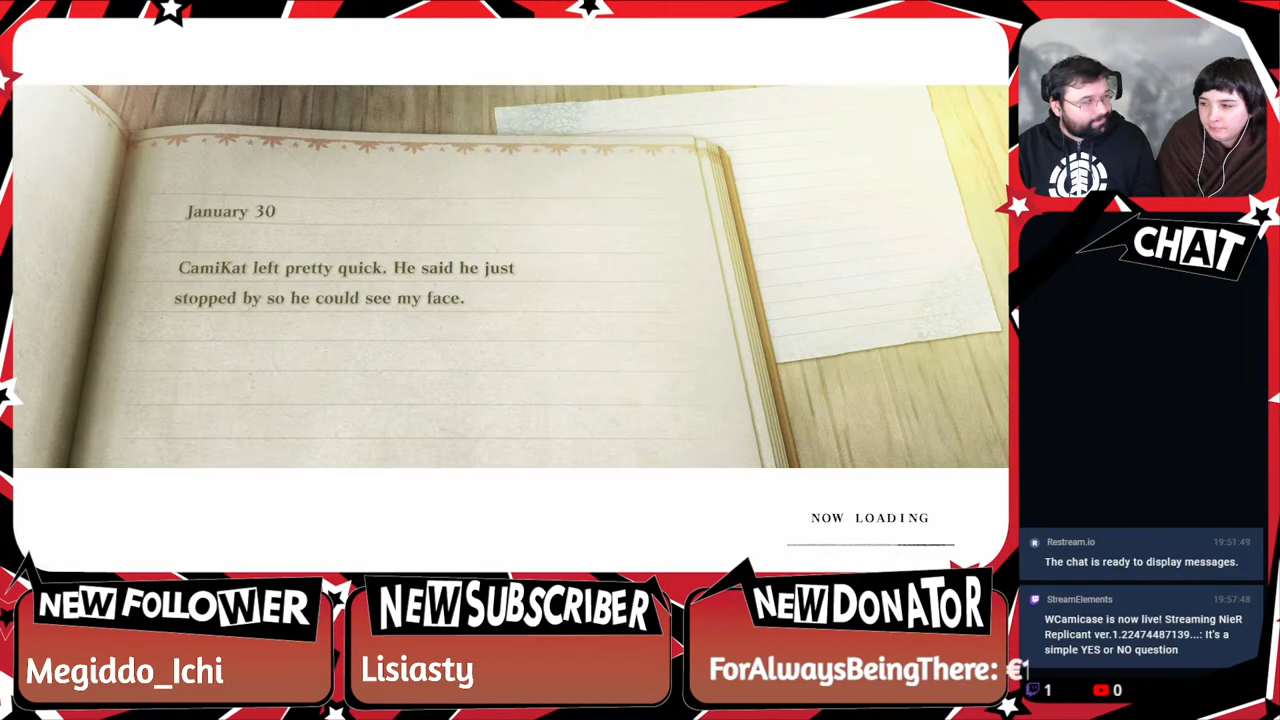 January 30
CamiKat left pretty quick. He said he just
stopped by so he could see my face.
NOW LOADING
CHAT
Restream.io 19:51:49
The chat is ready to display messages.
StreamElements 19:57:48
WCamicase is now live! Streaming NieR
Replicant ver.1.22474487139...: It's a
simple YES or NO question
1 0
NEW FOLLOWER
Megiddo_Ichi
NEW SUBSCRIBER
Lisiasty
NEW DONATOR
ForAlwaysBeingThere: €1